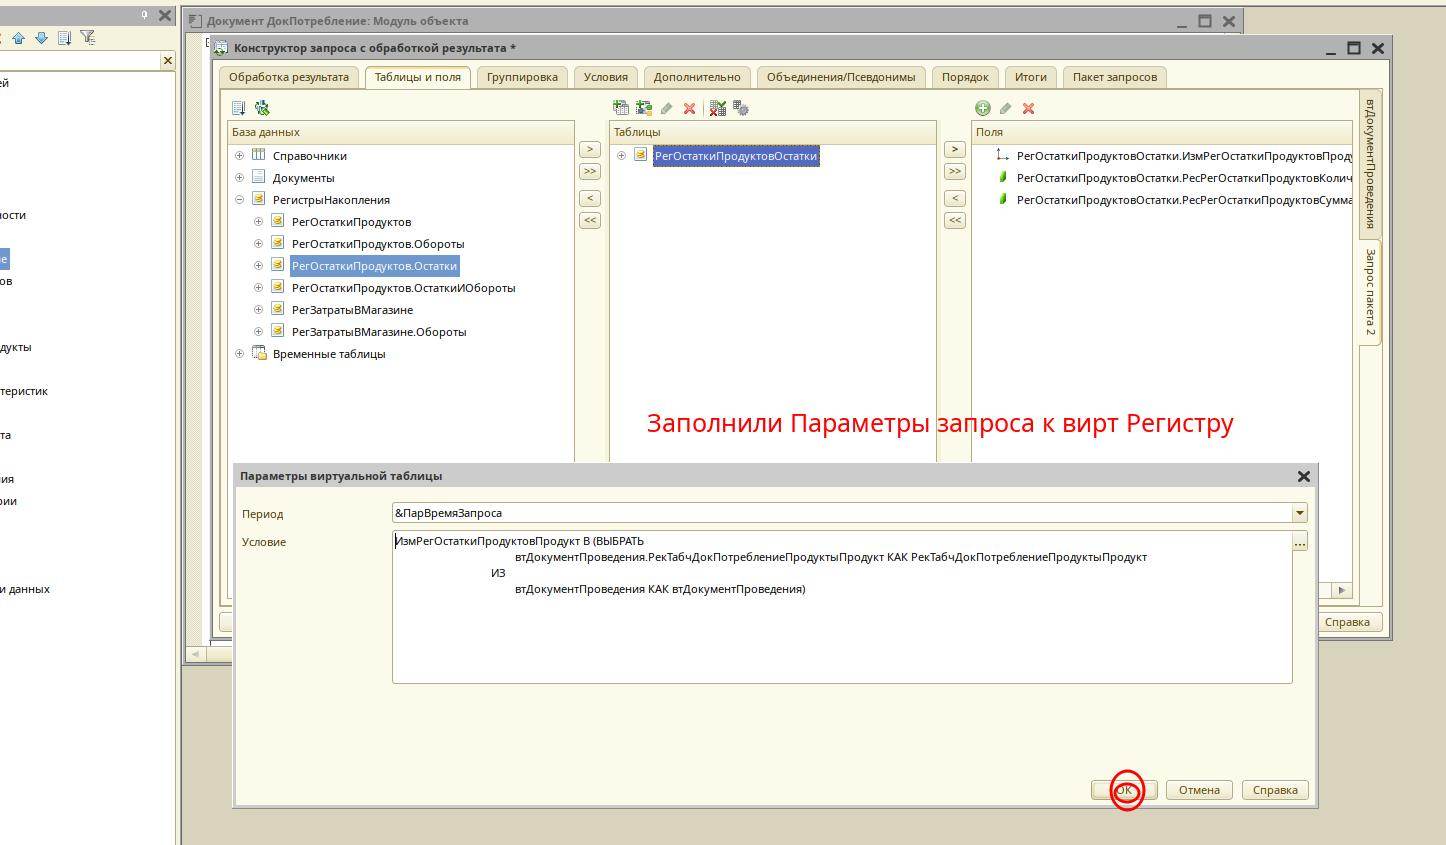 Документ ДокПотребление: Модуль объекта
Конструктор запроса с обработкой результата *
Обработка результата
Таблицы и поля
Группировка
Условия
Дополнительно
Объединения/Псевдонимы
Порядок
Итоги
Пакет запросов
База данных
Справочники
Документы
РегистрыНакопления
РегОстаткиПродуктов
РегОстаткиПродуктов.Обороты
РегОстаткиПродуктов.Остатки
РегОстаткиПродуктов.ОстаткиИОбороты
РегЗатратыВМагазине
РегЗатратыВМагазине.Обороты
Временные таблицы
>
>>
<
<<
Таблицы
РегОстаткиПродуктовОстатки
>
>>
<
<<
Поля
РегОстаткиПродуктовОстатки.ИзмРегОстаткиПродуктовПроду
РегОстаткиПродуктовОстатки.РесРегОстаткиПродуктовКолич
РегОстаткиПродуктовОстатки.РесРегОстаткиПродуктовСумма
втДокументПроведения
Запрос пакета 2
ей
ности
е
ов
дукты
теристик
та
ия
рии
и данных
Заполнили Параметры запроса к вирт Регистру
Справка
Параметры виртуальной таблицы
Период
&ПарВремяЗапроса
Условие
ИзмРегОстаткиПродуктовПродукт В (ВЫБРАТЬ
втДокументПроведения.РекТабчДокПотреблениеПродуктыПродукт КАК РекТабчДокПотреблениеПродуктыПродукт
ИЗ
втДокументПроведения КАК втДокументПроведения)
...
ОК
Отмена
Справка